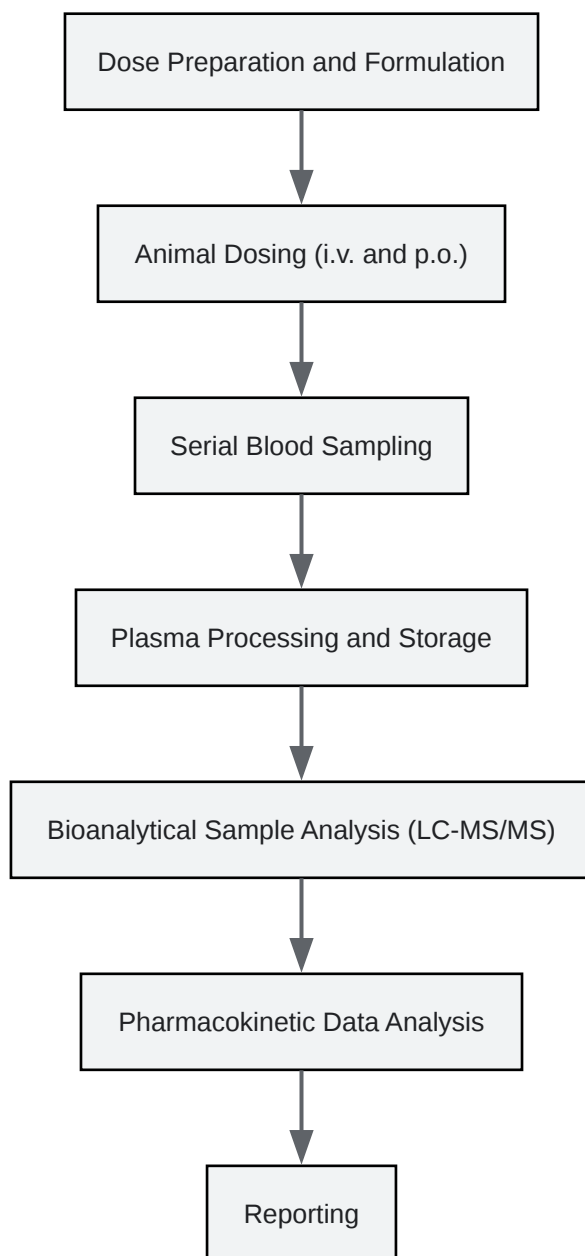 Dose Preparation and Formulation
Animal Dosing (i.v. and p.o.)
Serial Blood Sampling
Plasma Processing and Storage
Bioanalytical Sample Analysis (LC-MS/MS)
Pharmacokinetic Data Analysis
Reporting